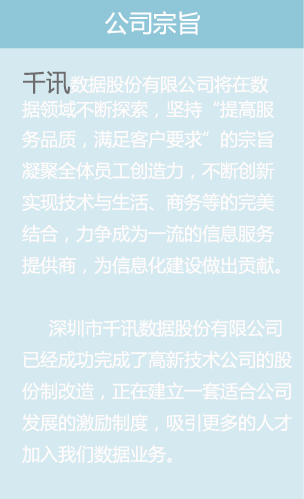 公司宗旨
千讯数据股份有限公司将在数
据领域不断探索，坚持“提高服
务品质，满足客户要求”的宗旨
凝聚全体员工创造力，不断创新
实现技术与生活、商务等的完美
结合，力争成为一流的信息服务
提供商，为信息化建设做出贡献。
深圳市千讯数据股份有限公司
已经成功完成了高新技术公司的股
份制改造，正在建立一套适合公司
发展的激励制度，吸引更多的人才
加入我们数据业务。